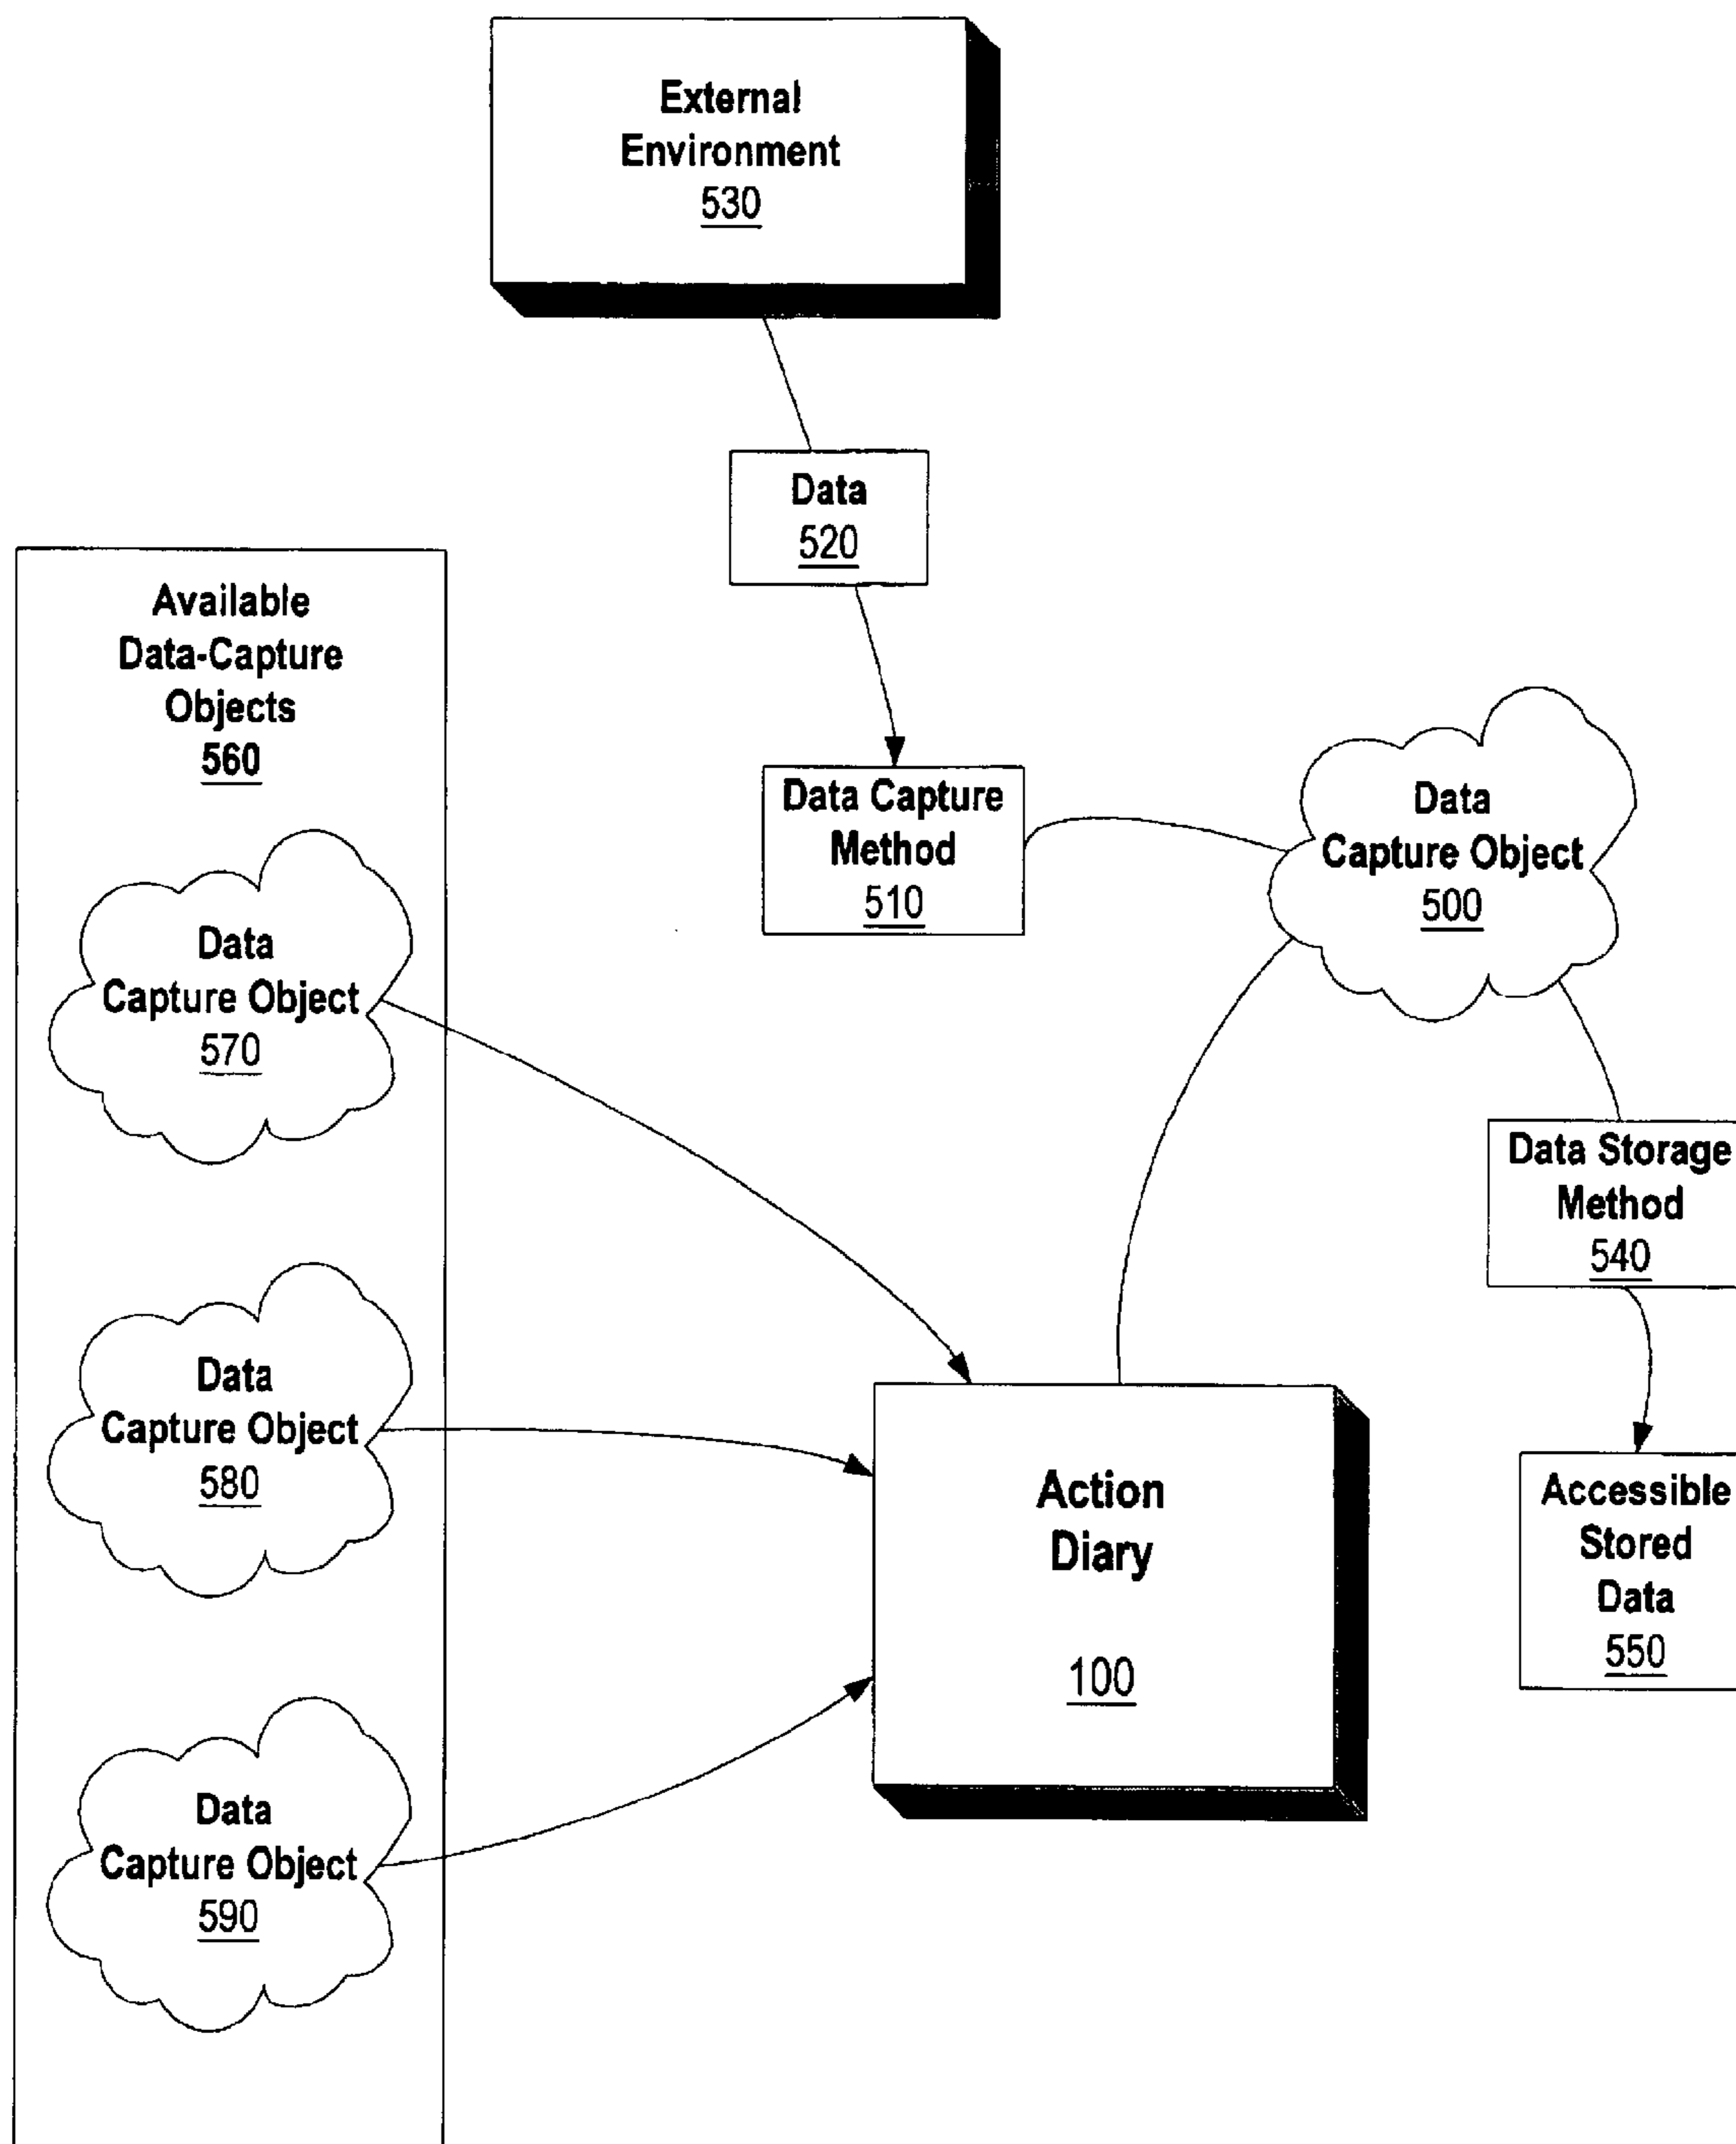 External
Environment
530
Data
520
Available
Data-Capture
Objects
560
Data Capture
Method
510
Data
Capture Object
500
Data
Capture Object
570
Data Storage
Method
540
Data
Capture Object
580
Action
Diary
100
Accessible
Stored
Data
550
Data
Capture Object
590